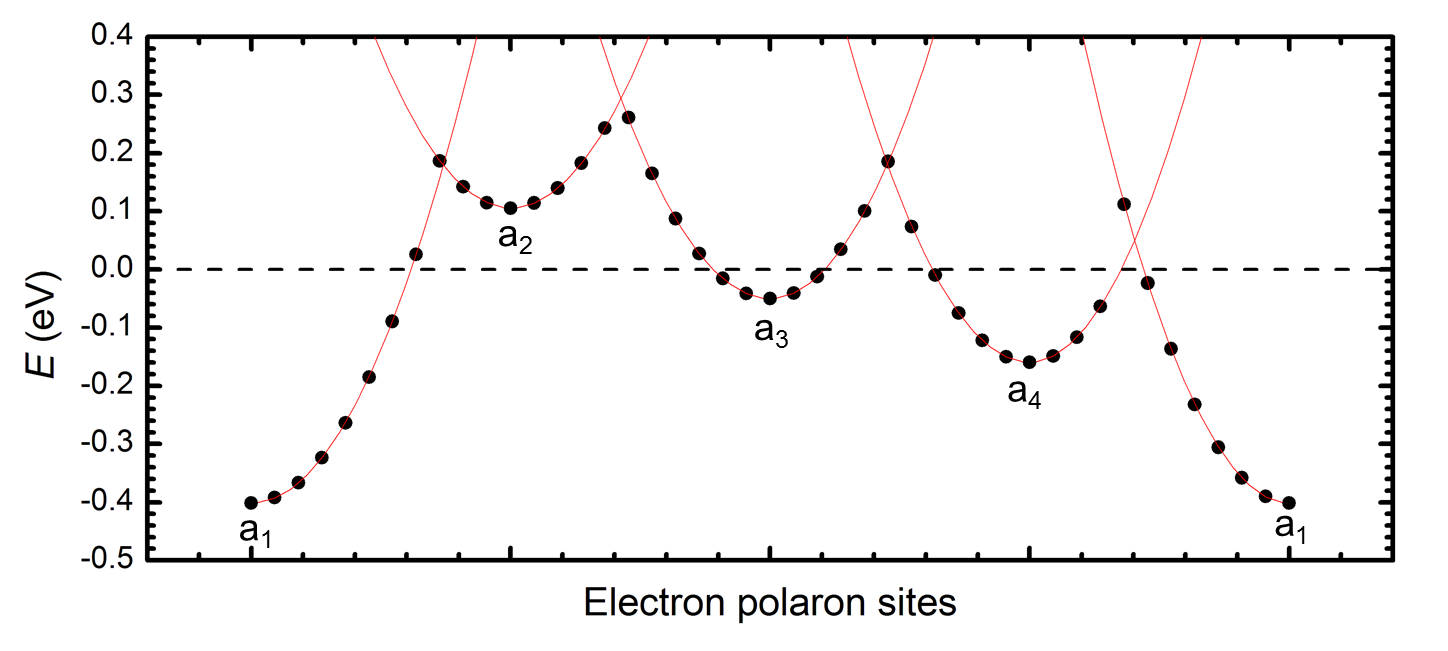 0.4
0.3
0.2
0.1
0.0
-0.1
-0.2
-0.3
-0.4
-0.5
E (eV)
a₂
a₃
a₄
a₁
a₁
Electron polaron sites